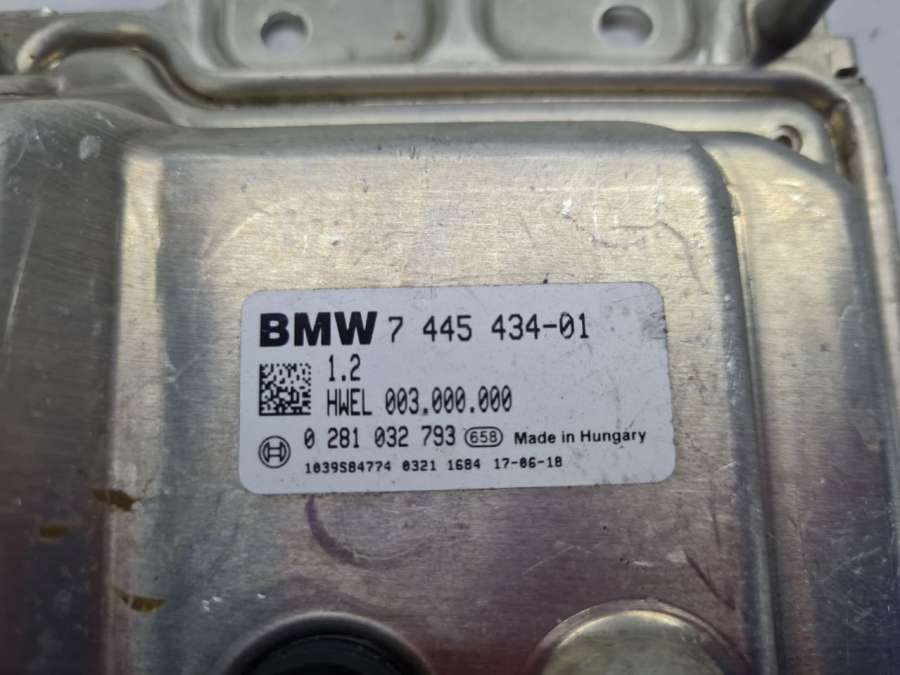 BMW 7 445 434-01
1.2
HWEL 003.000.000
0 281 032 793 658 Made in Hungary
1039S84774 0321 1684 17-06-18